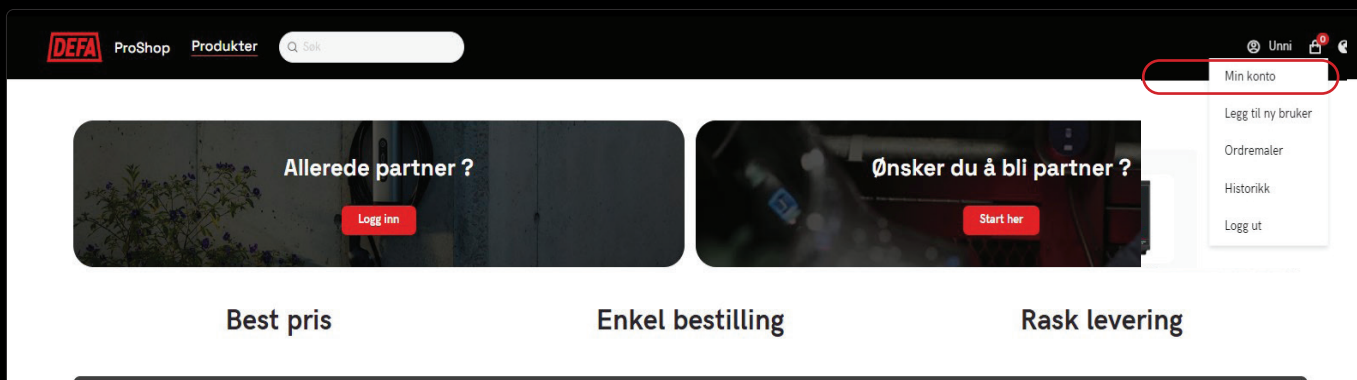 DEFA ProShop Produkter Søk Unni 0
Min konto
Legg til ny bruker
Ordremaler
Historikk
Logg ut
Allerede partner ?
Logg inn
Ønsker du å bli partner ?
Start her
Best pris Enkel bestilling Rask levering